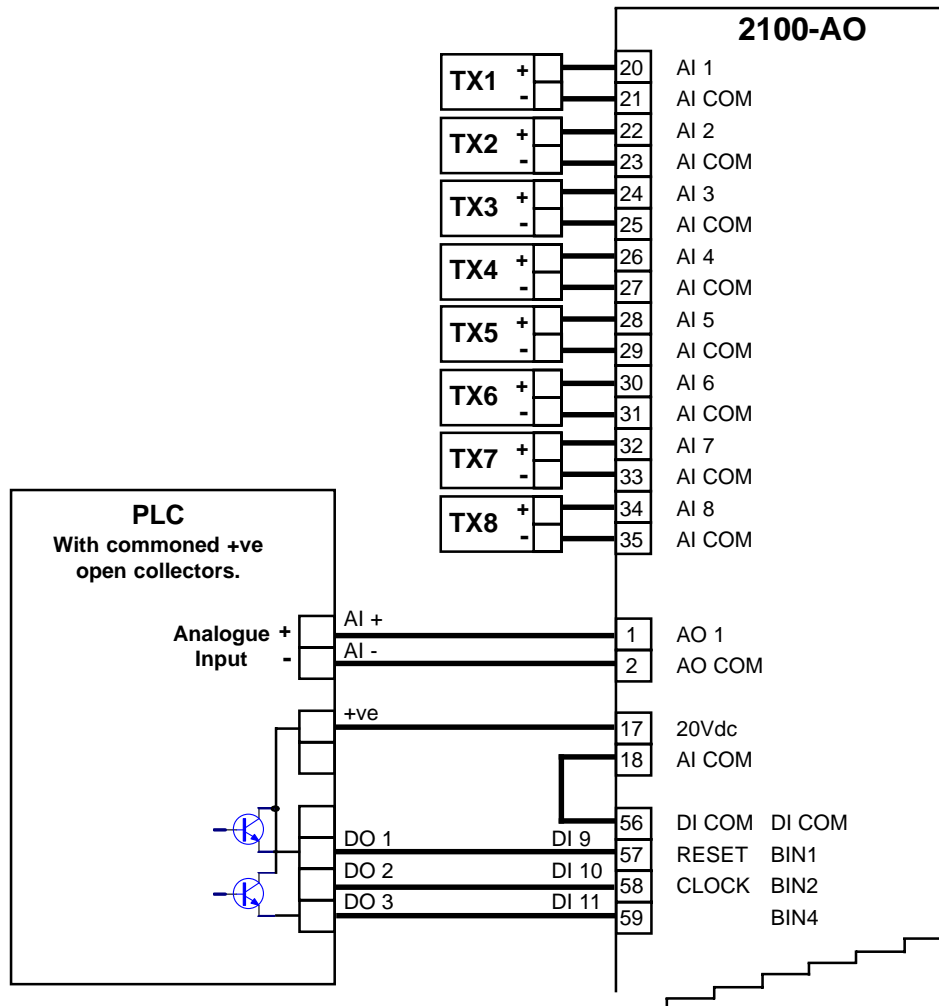 2100-AO
TX1 + - 20 AI 1
21 AI COM
TX2 + - 22 AI 2
23 AI COM
TX3 + - 24 AI 3
25 AI COM
TX4 + - 26 AI 4
27 AI COM
TX5 + - 28 AI 5
29 AI COM
TX6 + - 30 AI 6
31 AI COM
TX7 + - 32 AI 7
33 AI COM
TX8 + - 34 AI 8
35 AI COM
PLC
With commoned +ve
open collectors.
Analogue + AI + 1 AO 1
Input - AI - 2 AO COM
+ve 17 20Vdc
18 AI COM
56 DI COM DI COM
DO 1 DI 9 57 RESET BIN1
DO 2 DI 10 58 CLOCK BIN2
DO 3 DI 11 59 BIN4